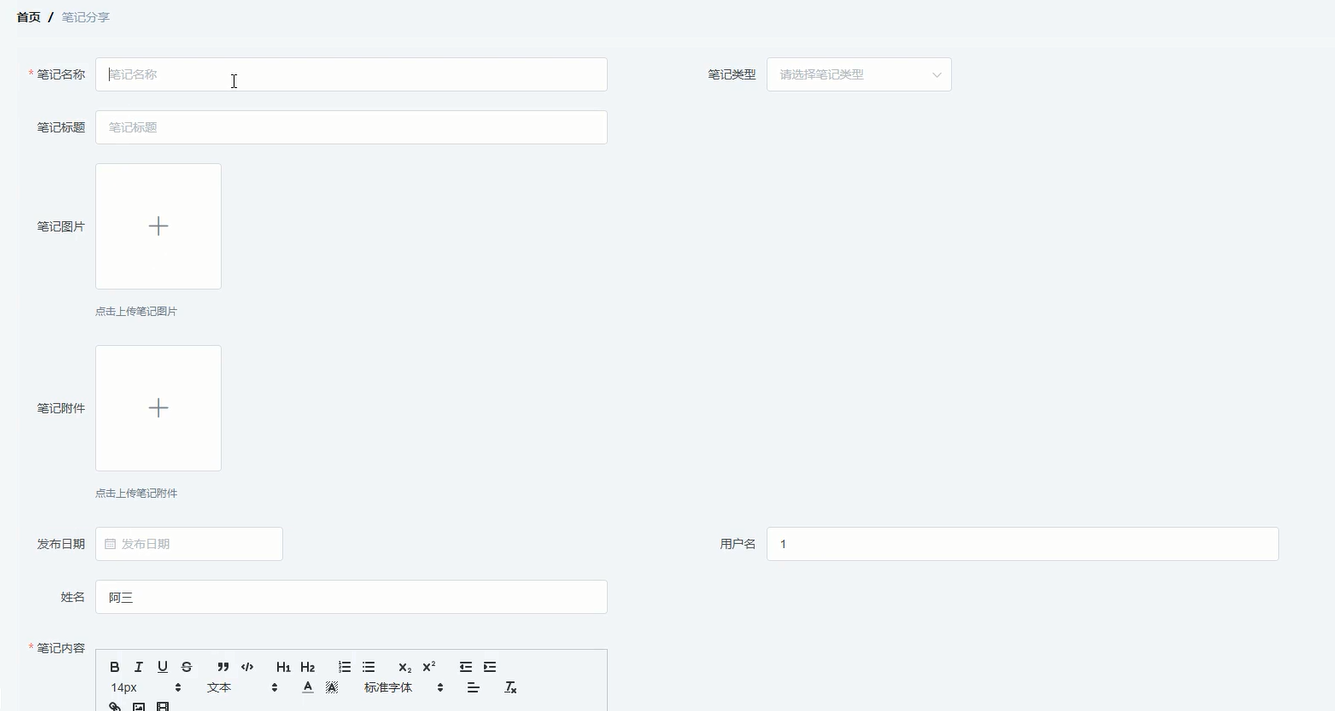 首页 / 笔记分享
* 笔记名称 笔记名称 笔记类型 请选择笔记类型
笔记标题 笔记标题
笔记图片
点击上传笔记图片
笔记附件
点击上传笔记附件
发布日期 发布日期 用户名 1
姓名 阿三
* 笔记内容
B I U S ” </> H1 H2 X2 X2
14px 文本 A A 标准字体 Tx